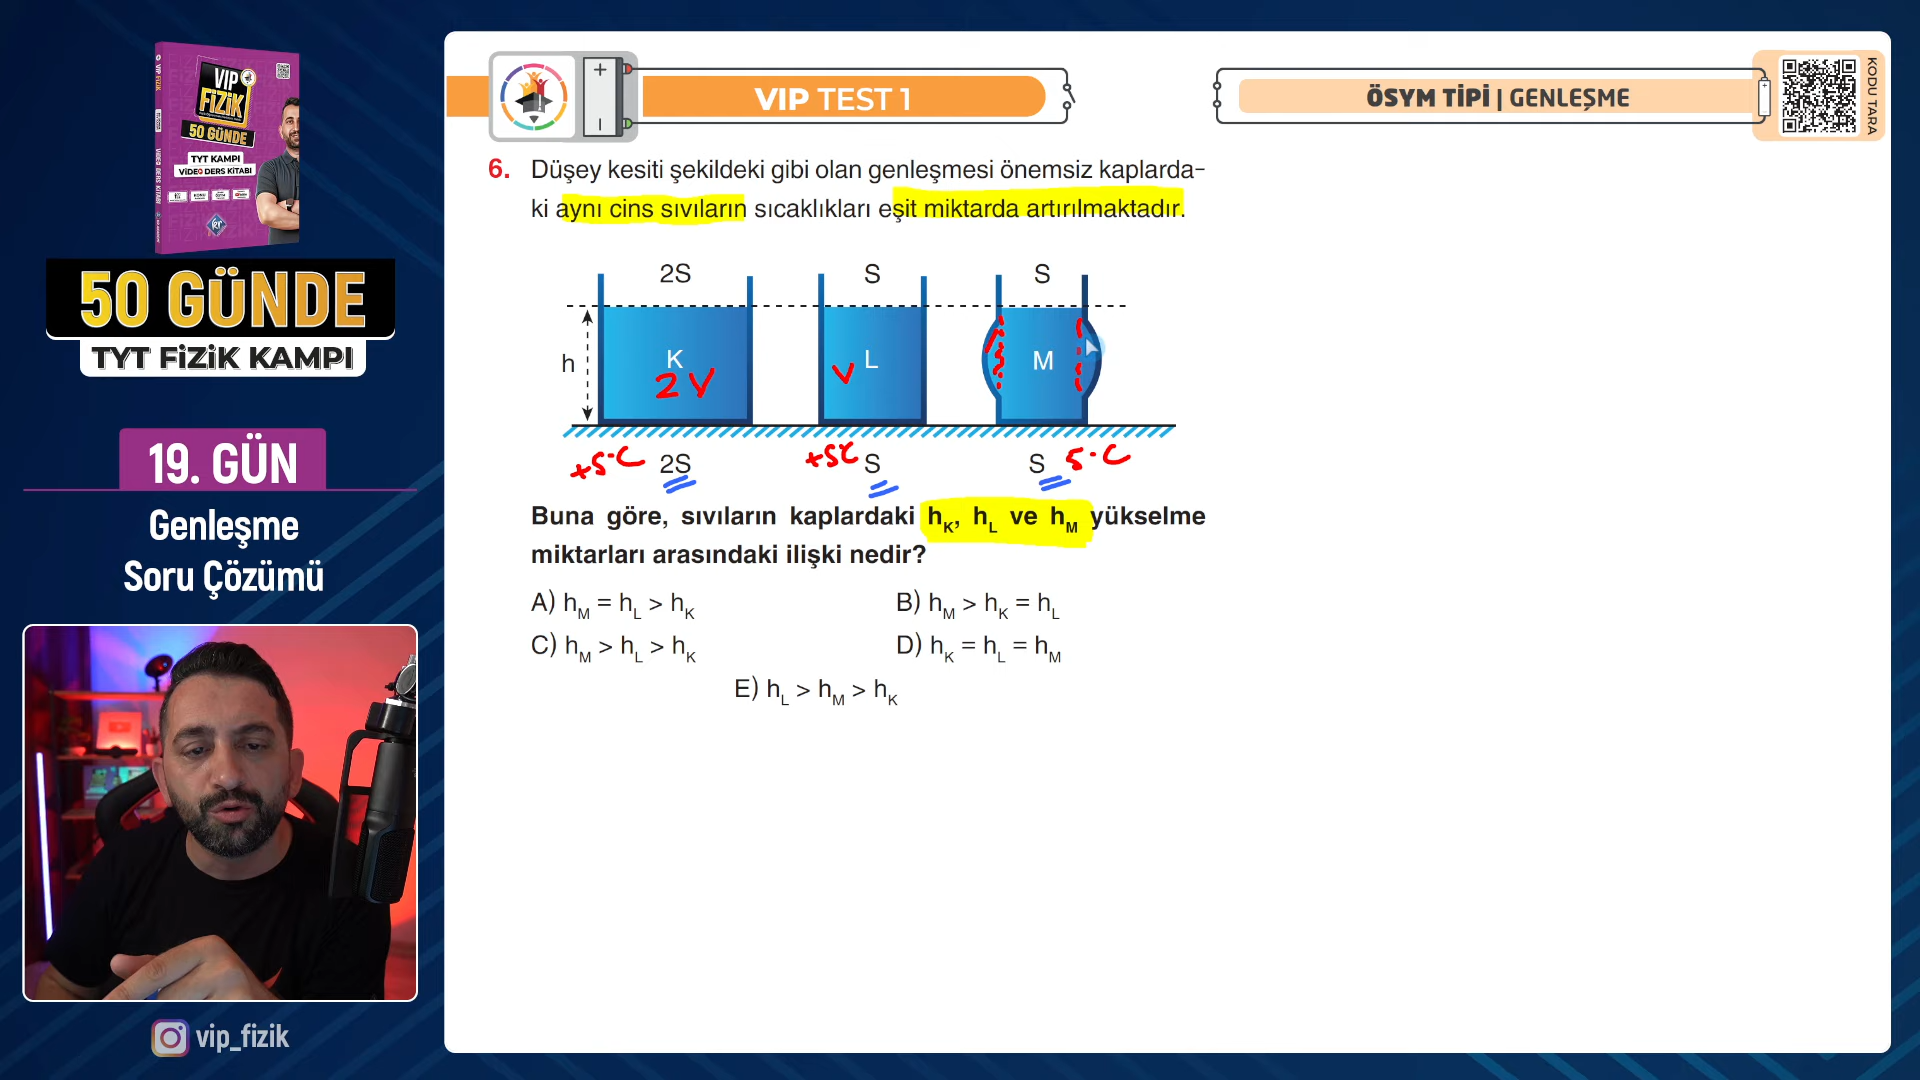 VIP
FİZİK
50 GÜNDE
TYT KAMPI
VİDEO DERS KİTABI
50 GÜNDE
TYT FİZİK KAMPI
19. GÜN
Genleşme
Soru Çözümü
vip_fizik
VIP TEST 1
ÖSYM TİPİ | GENLEŞME
KODU TARA
6. Düşey kesiti şekildeki gibi olan genleşmesi önemsiz kaplarda-
ki aynı cins sıvıların sıcaklıkları eşit miktarda artırılmaktadır.
2S S S
h K L M
2V V
+5°C 2S +5°C S S 5°C
Buna göre, sıvıların kaplardaki hK, hL ve hM yükselme
miktarları arasındaki ilişki nedir?
A) hM = hL > hK B) hM > hK = hL
C) hM > hL > hK D) hK = hL = hM
E) hL > hM > hK